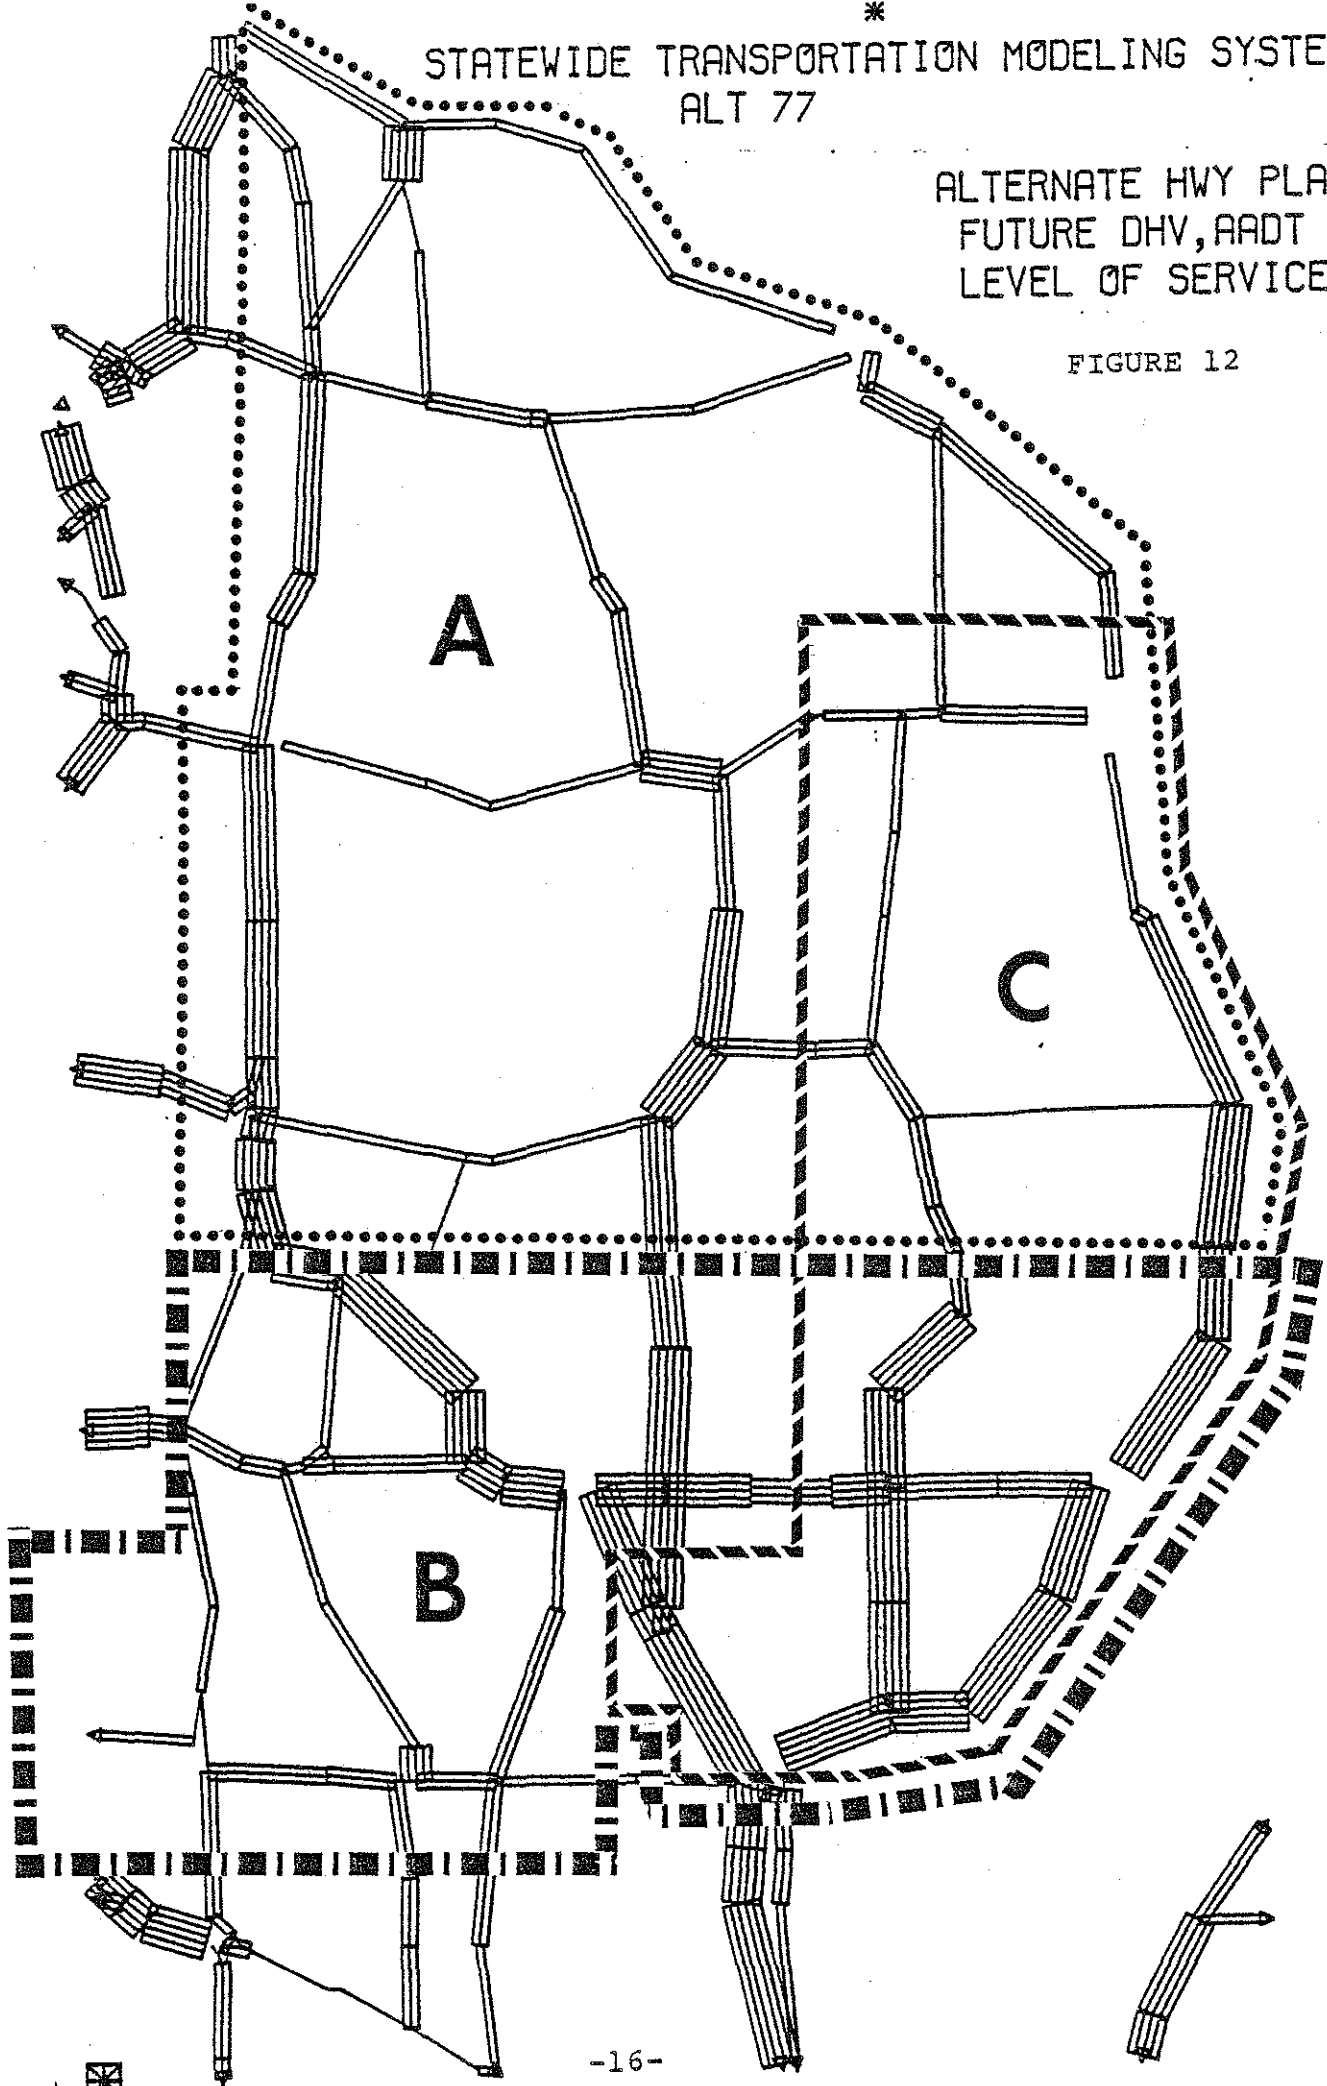 STATEWIDE TRANSPORTATION MODELING SYSTE
ALT 77
ALTERNATE HWY PLA
FUTURE DHV, AADT
LEVEL OF SERVICE
FIGURE 12
A
C
B
-16-